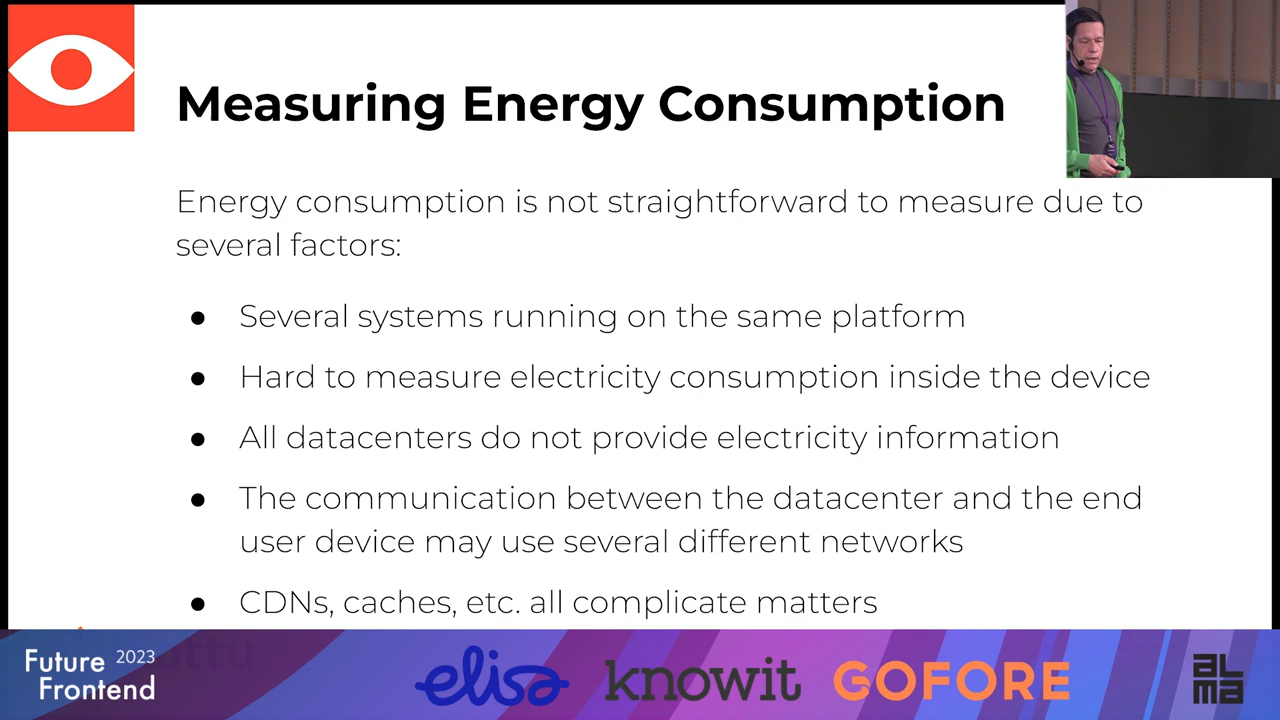 Measuring Energy Consumption
Energy consumption is not straightforward to measure due to
several factors:
● Several systems running on the same platform
● Hard to measure electricity consumption inside the device
● All datacenters do not provide electricity information
● The communication between the datacenter and the end
user device may use several different networks
● CDNs, caches, etc. all complicate matters
Future 2023
Frontend
elisa
knowit
GOFORE
aL
ma